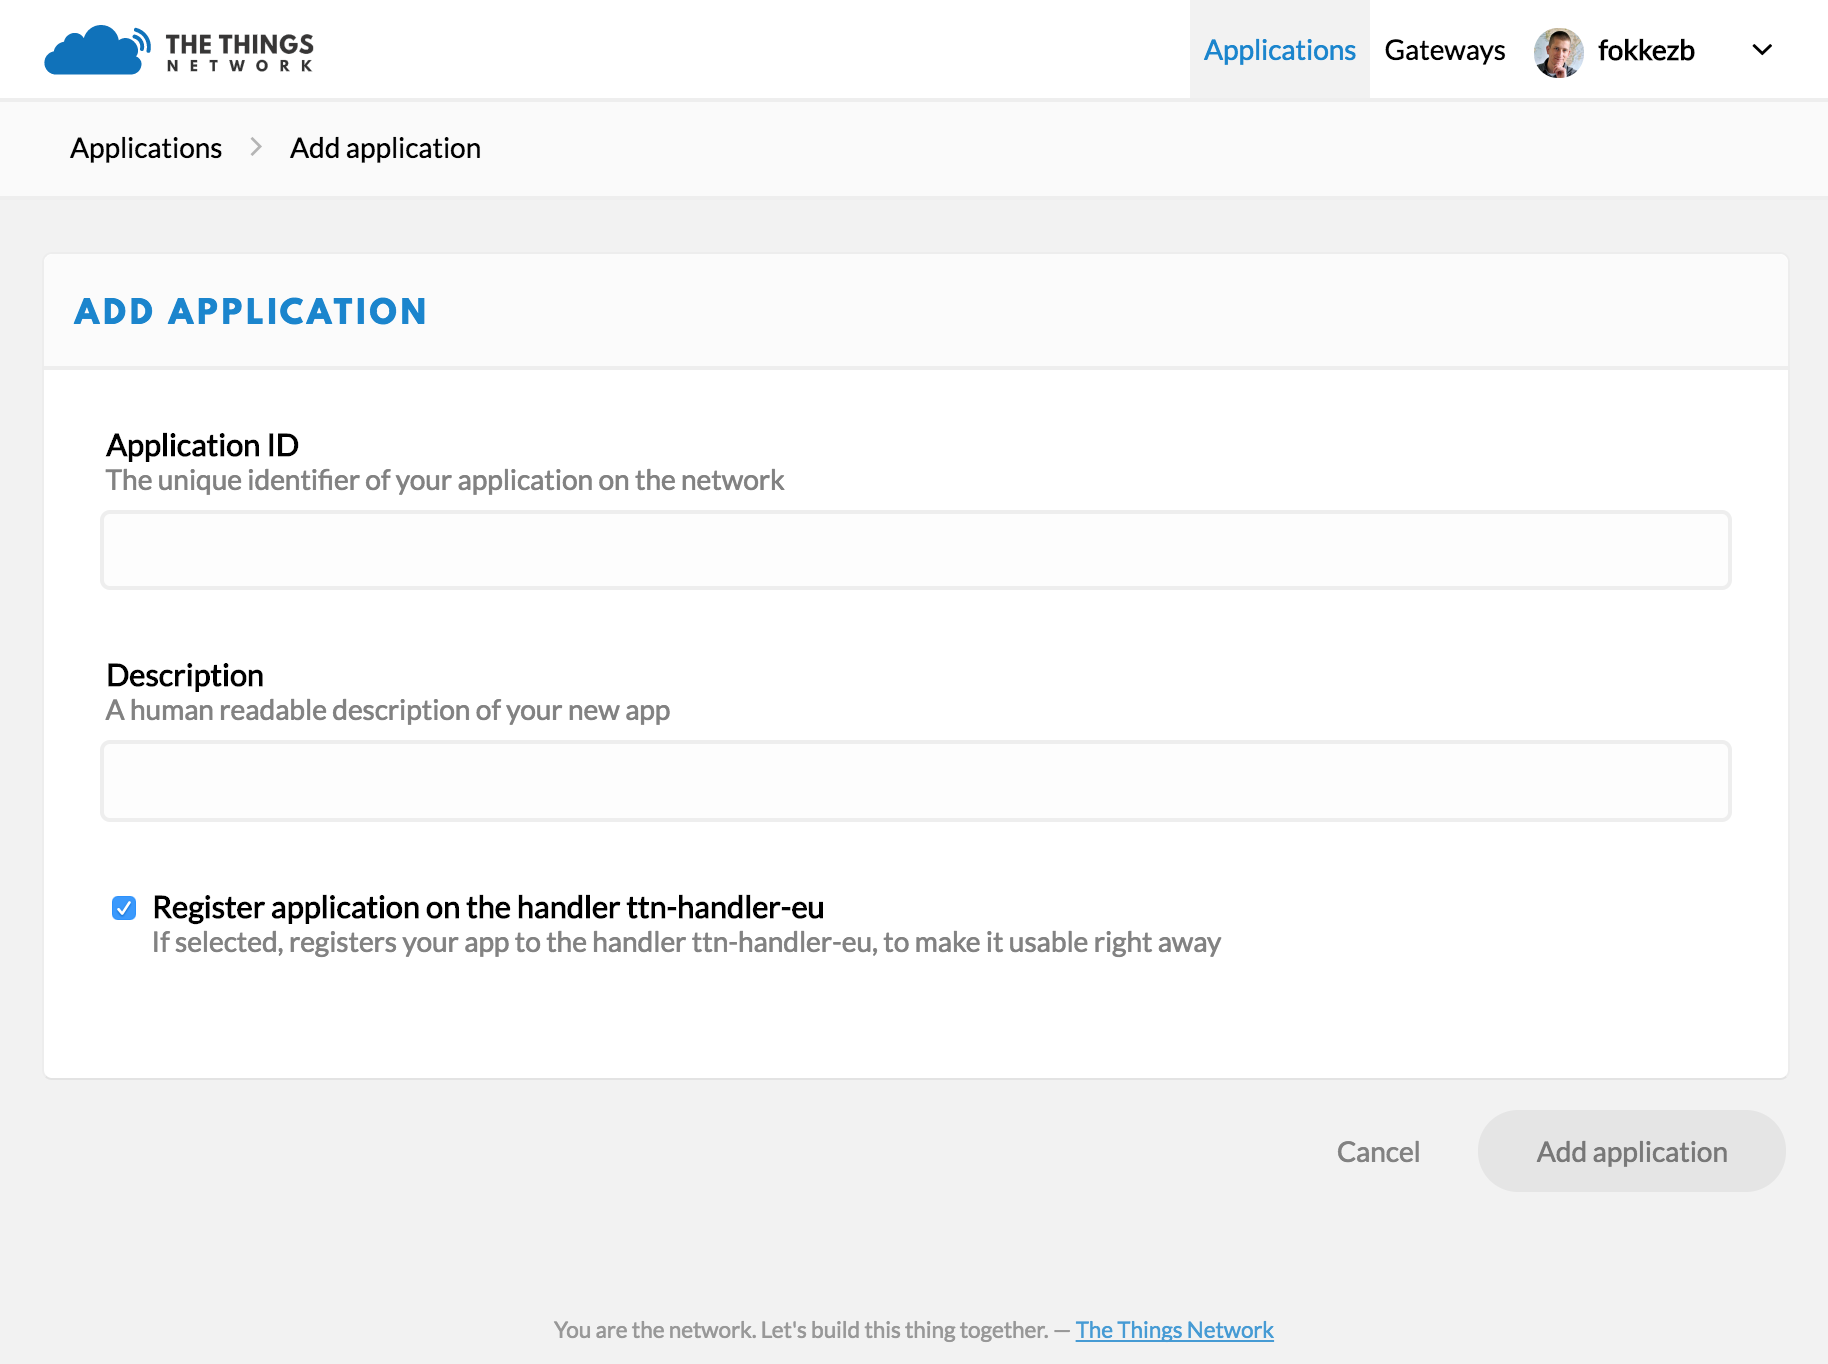 THE THINGS
NETWORK
Applications Gateways fokkezb
Applications Add application
ADD APPLICATION
Application ID
The unique identifier of your application on the network
Description
A human readable description of your new app
Register application on the handler ttn-handler-eu
If selected, registers your app to the handler ttn-handler-eu, to make it usable right away
Cancel Add application
You are the network. Let's build this thing together. — The Things Network